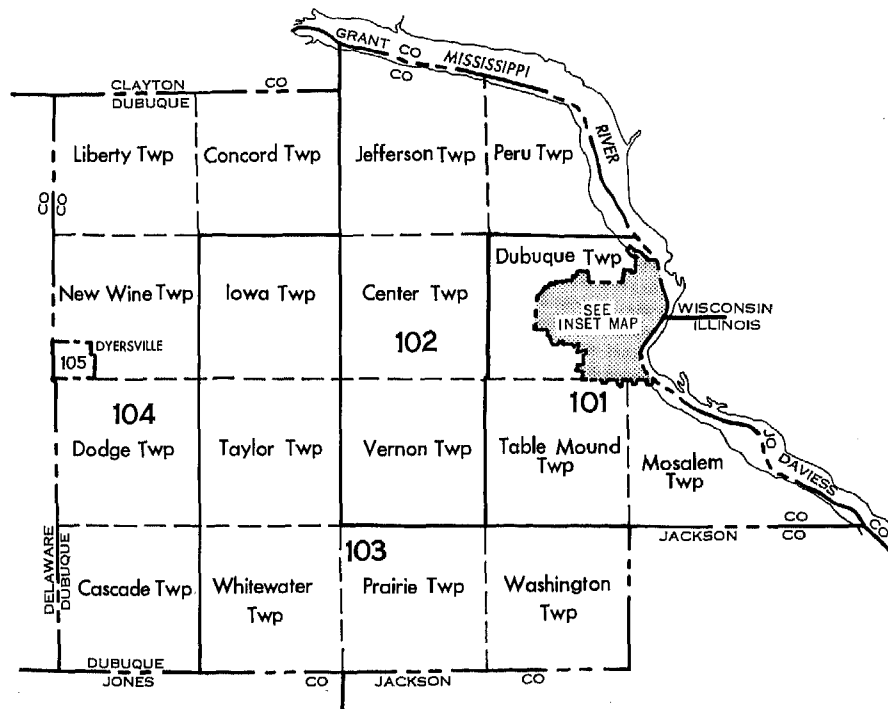 GRANT CO MISSISSIPPI RIVER
CO
CLAYTON CO
DUBUQUE
Liberty Twp
Concord Twp
Jefferson Twp
Peru Twp
CO
CO
Dubuque Twp
New Wine Twp
Iowa Twp
Center Twp
SEE
INSET MAP
WISCONSIN
ILLINOIS
102
DYERSVILLE
105
104
101
Dodge Twp
Taylor Twp
Vernon Twp
Table Mound
Twp
Mosalem
Twp
JO DAVIESS CO
CO
CO
JACKSON
103
DELAWARE
DUBUQUE
Cascade Twp
Whitewater
Twp
Prairie Twp
Washington
Twp
DUBUQUE
JONES CO
JACKSON CO